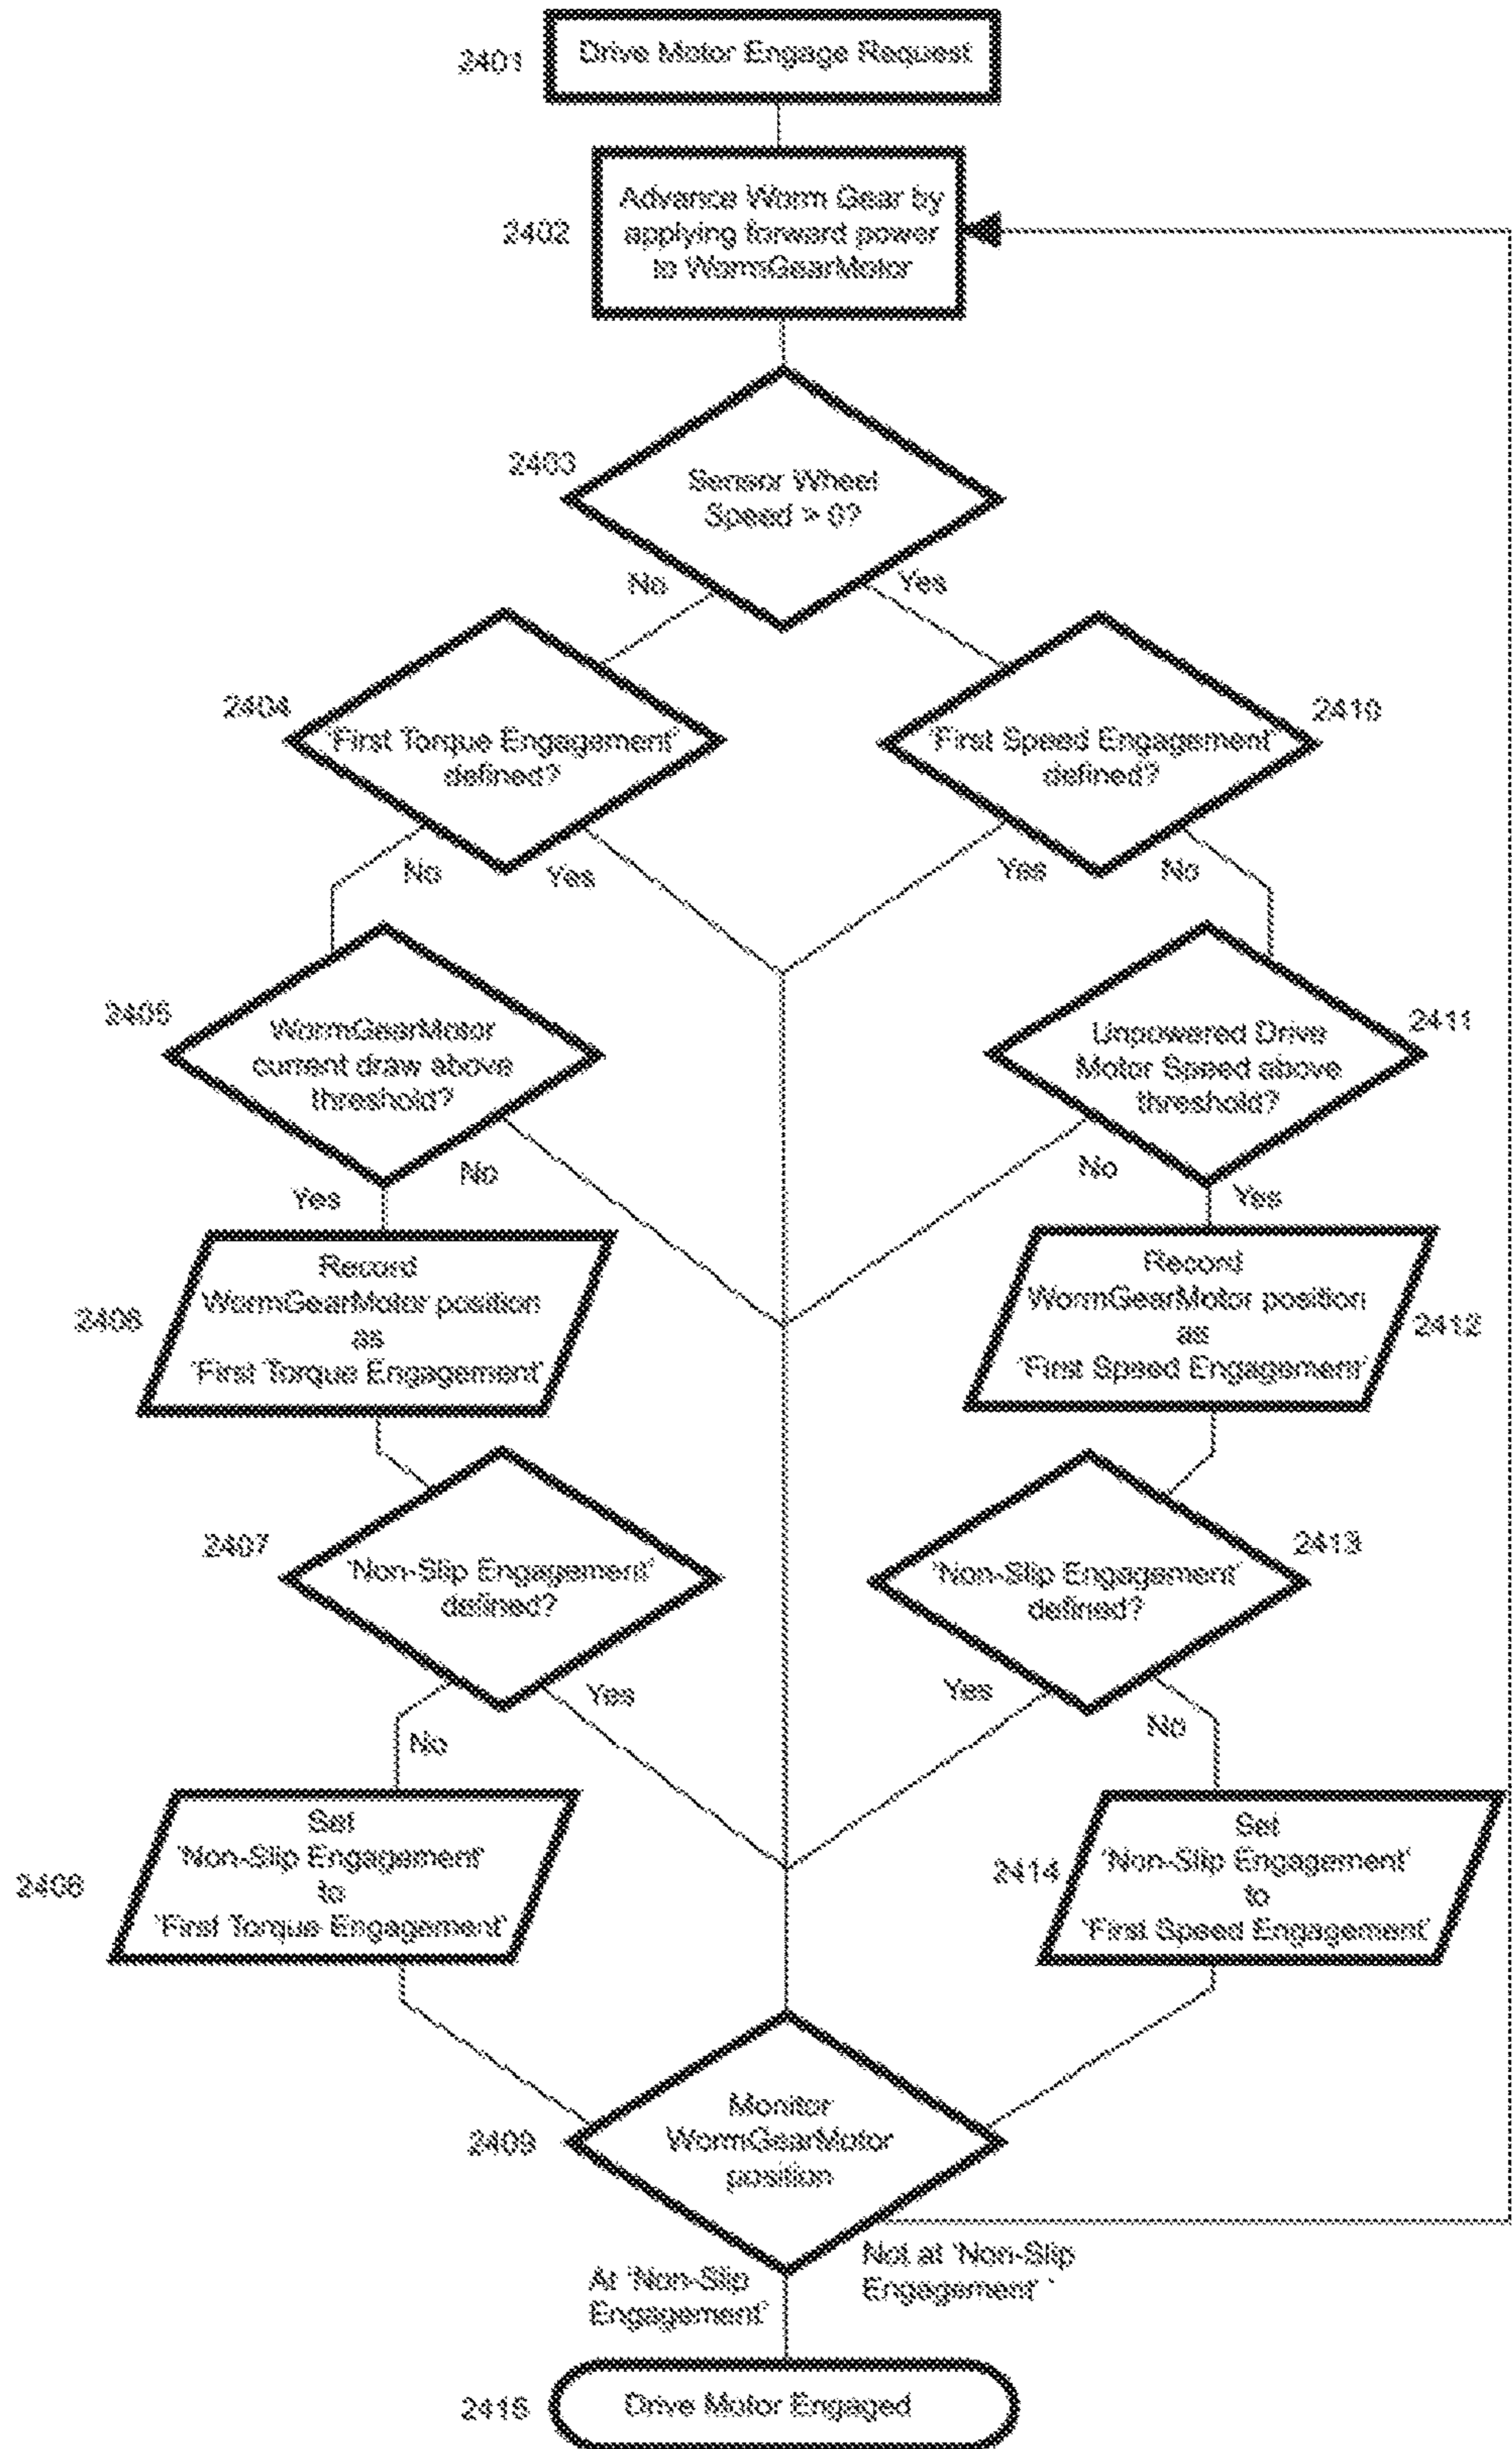 2401
Drive Motor Engage Request
2402
Advance Worm Gear by
applying forward power
to WormGearMotor
2403
Sensor Wheel
Speed > 0?
No
Yes
2404
'First Torque Engagement'
defined?
2410
'First Speed Engagement'
defined?
No
Yes
Yes
No
2405
WormGearMotor
current draw above
threshold?
2411
Unpowered Drive
Motor Speed above
threshold?
Yes
No
No
Yes
2406
Record
WormGearMotor position
as
'First Torque Engagement'
2412
Record
WormGearMotor position
as
'First Speed Engagement'
2407
'Non-Slip Engagement'
defined?
2413
'Non-Slip Engagement'
defined?
No
Yes
Yes
No
Set
'Non-Slip Engagement'
to
'First Torque Engagement'
2414
Set
'Non-Slip Engagement'
to
'First Speed Engagement'
2409
Monitor
WormGearMotor
position
At 'Non-Slip
Engagement'
Not at 'Non-Slip
Engagement' '
2415
Drive Motor Engaged